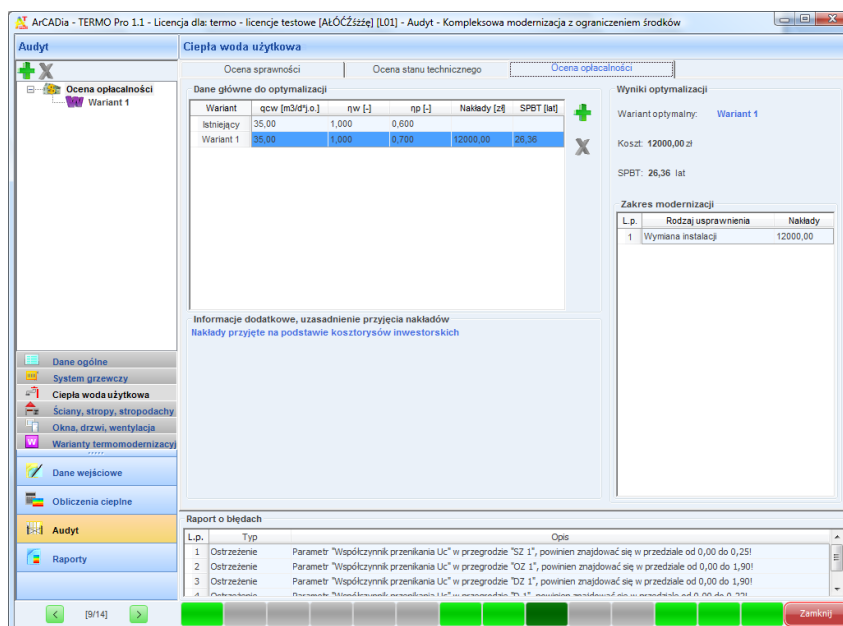 ArCADia - TERMO Pro 1.1 - Licencja dla: termo - licencje testowe [AŁÓĆŹśżźę] [L01] - Audyt - Kompleksowa modernizacja z ograniczeniem środków
Audyt
Ocena opłacalności
Wariant 1
Dane ogólne
System grzewczy
Ciepła woda użytkowa
Ściany, stropy, stropodachy
Okna, drzwi, wentylacja
Warianty termomodernizacyj
Dane wejściowe
Obliczenia cieplne
Audyt
Raporty
[9/14]
Ciepła woda użytkowa
Ocena sprawności Ocena stanu technicznego Ocena opłacalności
Dane główne do optymalizacji
Wariant qcw [m3/d*j.o.] ηw [-] ηp [-] Nakłady [zł] SPBT [lat]
Istniejący 35,00 1,000 0,600
Wariant 1 35,00 1,000 0,700 12000,00 26,36
Informacje dodatkowe, uzasadnienie przyjęcia nakładów
Nakłady przyjęte na podstawie kosztorysów inwestorskich
Wyniki optymalizacji
Wariant optymalny: Wariant 1
Koszt: 12000,00 zł
SPBT: 26,36 lat
Zakres modernizacji
L.p. Rodzaj usprawnienia Nakłady
1 Wymiana instalacji 12000,00
Raport o błędach
L.p. Typ Opis
1 Ostrzeżenie Parametr "Współczynnik przenikania Uc" w przegrodzie "SZ 1", powinien znajdować się w przedziale od 0,00 do 0,25!
2 Ostrzeżenie Parametr "Współczynnik przenikania Uc" w przegrodzie "OZ 1", powinien znajdować się w przedziale od 0,00 do 1,90!
3 Ostrzeżenie Parametr "Współczynnik przenikania Uc" w przegrodzie "DZ 1", powinien znajdować się w przedziale od 0,00 do 1,90!
Zamknij